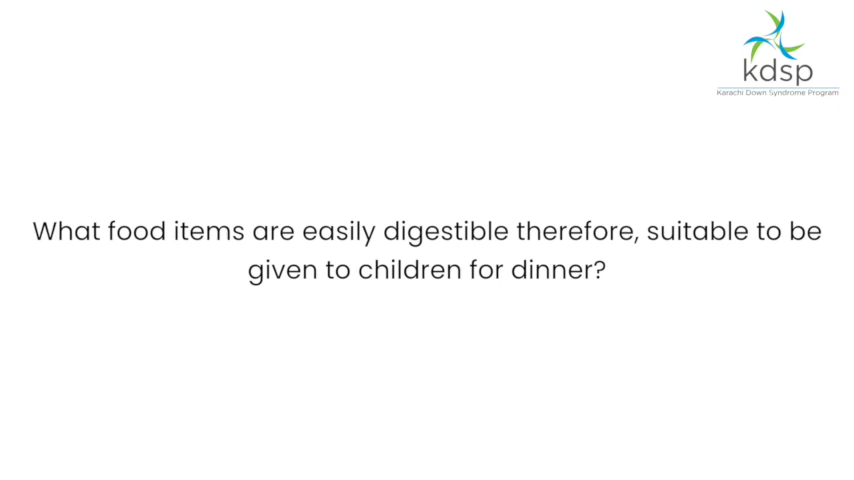 kdsp
Karachi Down Syndrome Program
What food items are easily digestible therefore, suitable to be
given to children for dinner?